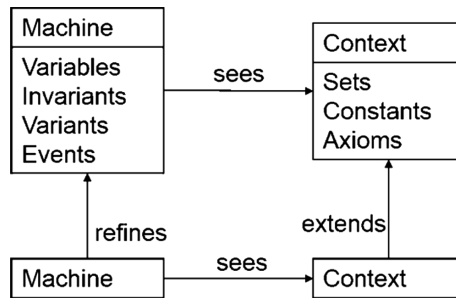 Machine
Variables
Invariants
Variants
Events
sees
Context
Sets
Constants
Axioms
refines
extends
Machine
sees
Context